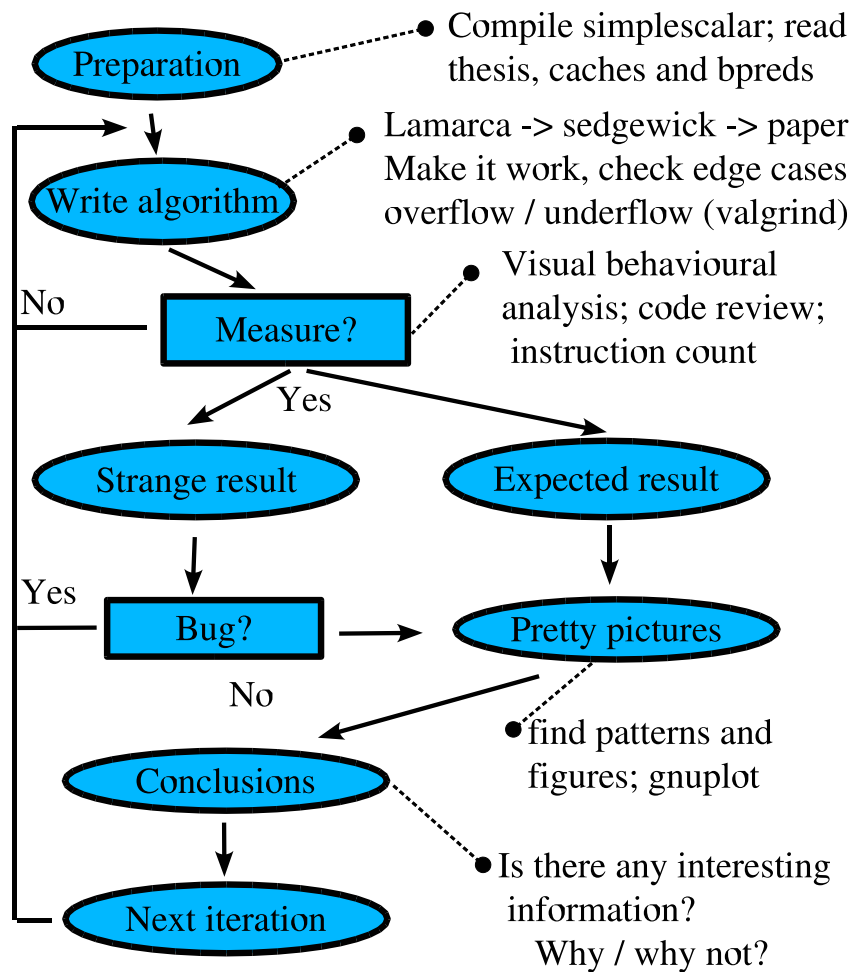 Preparation
Compile simplescalar; read
thesis, caches and bpreds
Lamarca -> sedgewick -> paper
Make it work, check edge cases
overflow / underflow (valgrind)
Write algorithm
Visual behavioural
analysis; code review;
instruction count
No
Measure?
Yes
Strange result
Expected result
Yes
Bug?
Pretty pictures
No
find patterns and
figures; gnuplot
Conclusions
Is there any interesting
information?
Why / why not?
Next iteration